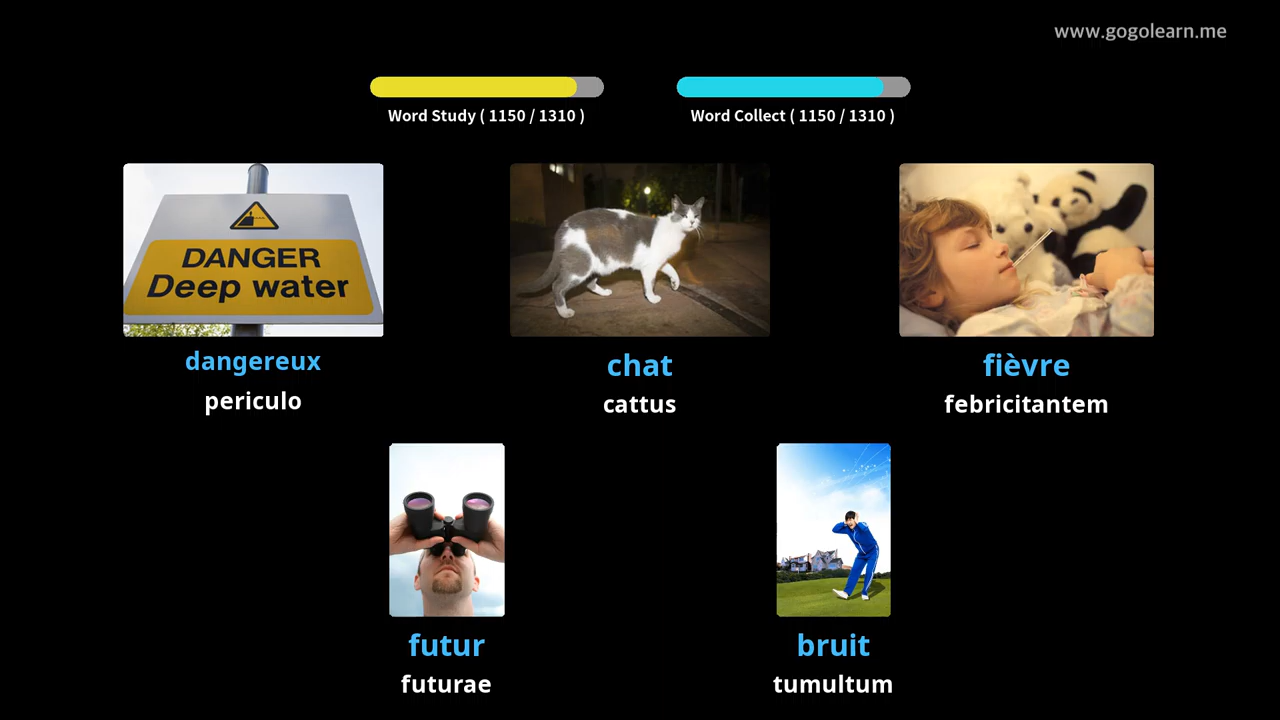 www.gogolearn.me
Word Study ( 1150 / 1310 )
Word Collect ( 1150 / 1310 )
DANGER
Deep water
dangereux
periculo
chat
cattus
fièvre
febricitantem
futur
futurae
bruit
tumultum